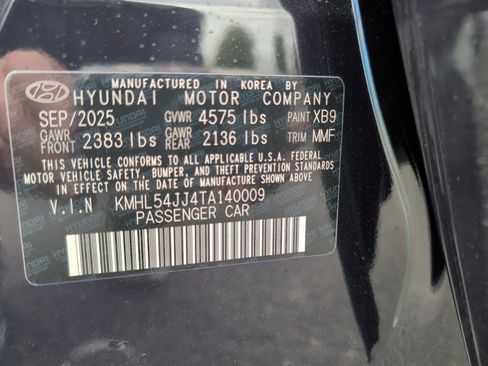 MANUFACTURED IN KOREA BY
HYUNDAI MOTOR COMPANY
SEP/2025 GVWR 4575 lbs PAINT XB9
GAWR FRONT 2383 lbs GAWR REAR 2136 lbs TRIM MMF
THIS VEHICLE CONFORMS TO ALL APPLICABLE U.S.A. FEDERAL
MOTOR VEHICLE SAFETY, BUMPER, AND THEFT PREVENTION STANDARDS
IN EFFECT ON THE DATE OF MANUFACTURE SHOWN ABOVE.
V.I.N KMHL54JJ4TA140009
PASSENGER CAR